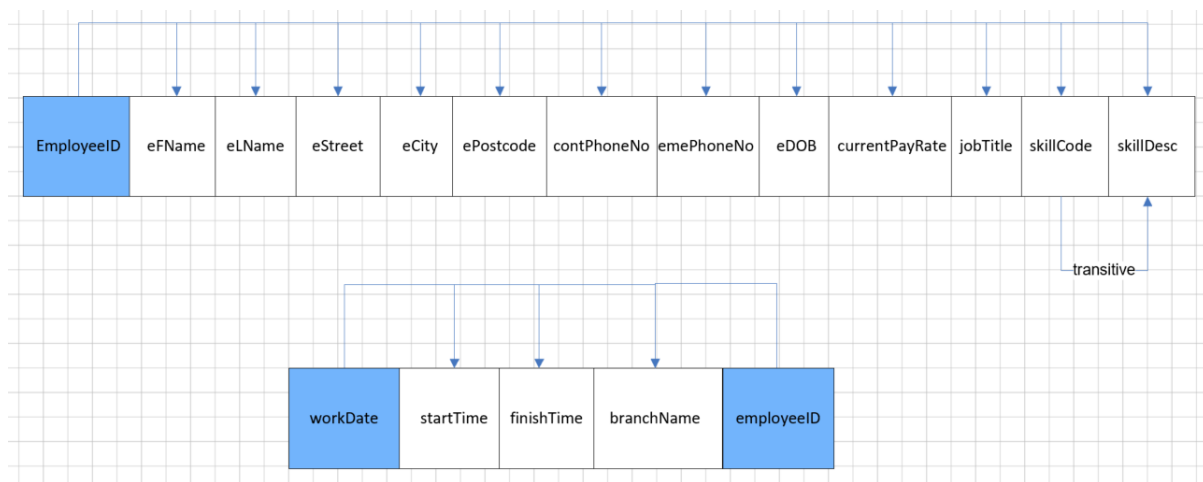 EmployeeID eFName eLName eStreet eCity ePostcode contPhoneNo emePhoneNo eDOB currentPayRate jobTitle skillCode skillDesc
transitive
workDate startTime finishTime branchName employeeID